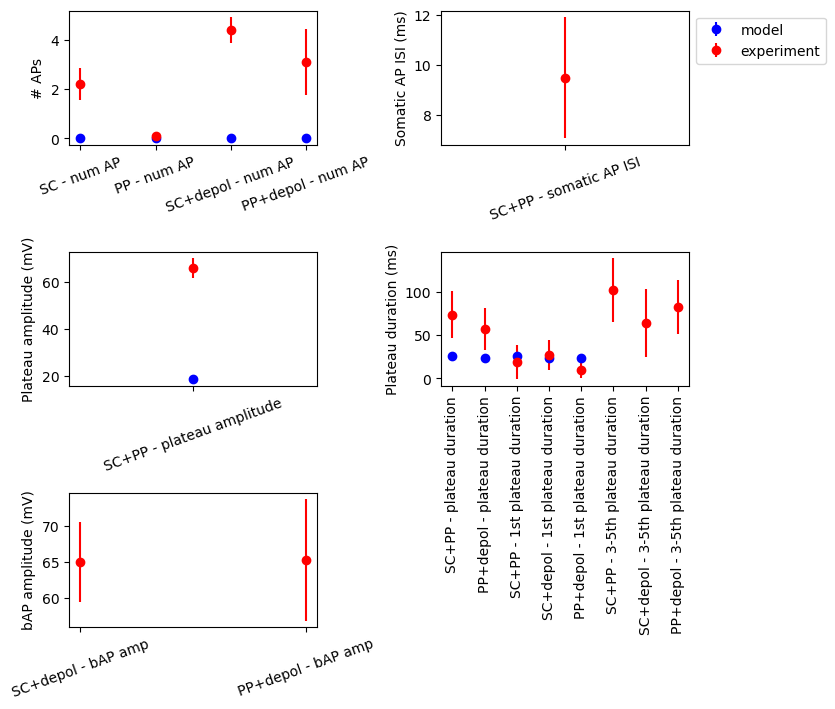 # APs
4
2
0
SC - num AP
PP - num AP
SC+depol - num AP
PP+depol - num AP
Somatic AP ISI (ms)
12
10
8
SC+PP - somatic AP ISI
model
experiment
Plateau amplitude (mV)
60
40
20
SC+PP - plateau amplitude
Plateau duration (ms)
100
50
0
SC+PP - plateau duration
PP+depol - plateau duration
SC+PP - 1st plateau duration
SC+depol - 1st plateau duration
PP+depol - 1st plateau duration
SC+PP - 3-5th plateau duration
SC+depol - 3-5th plateau duration
PP+depol - 3-5th plateau duration
bAP amplitude (mV)
70
65
60
SC+depol - bAP amp
PP+depol - bAP amp